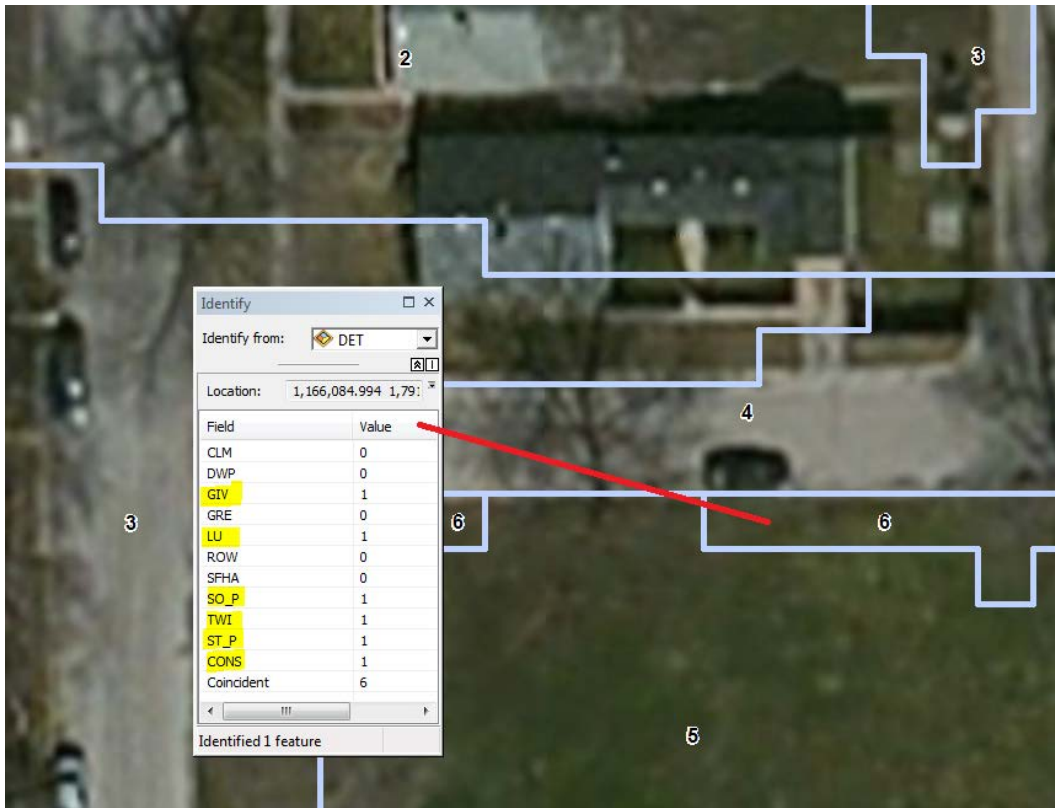 2
3
Identify
Identify from: DET
Location: 1,166,084.994 1,79
4
Field Value
CLM 0
DWP 0
GIV 1
GRE 0
LU 1
ROW 0
SFHA 0
SO_P 1
TWI 1
ST_P 1
CONS 1
Coincident 6
Identified 1 feature
3
6
6
5